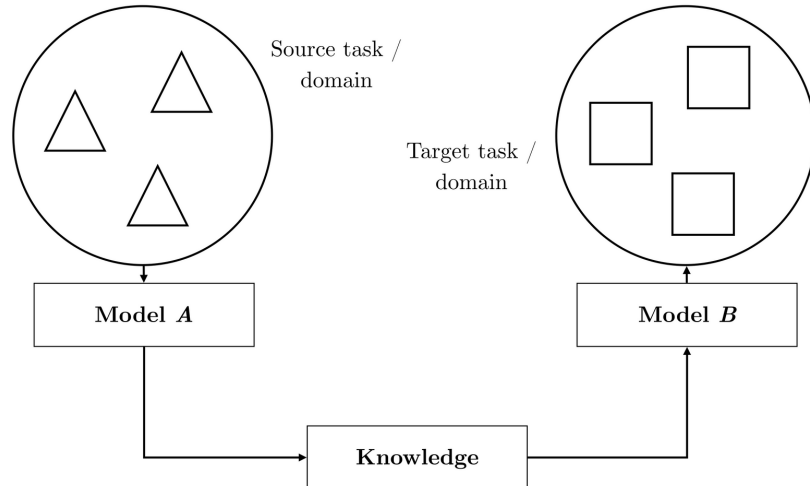 Source task /
domain
Target task /
domain
Model A
Model B
Knowledge